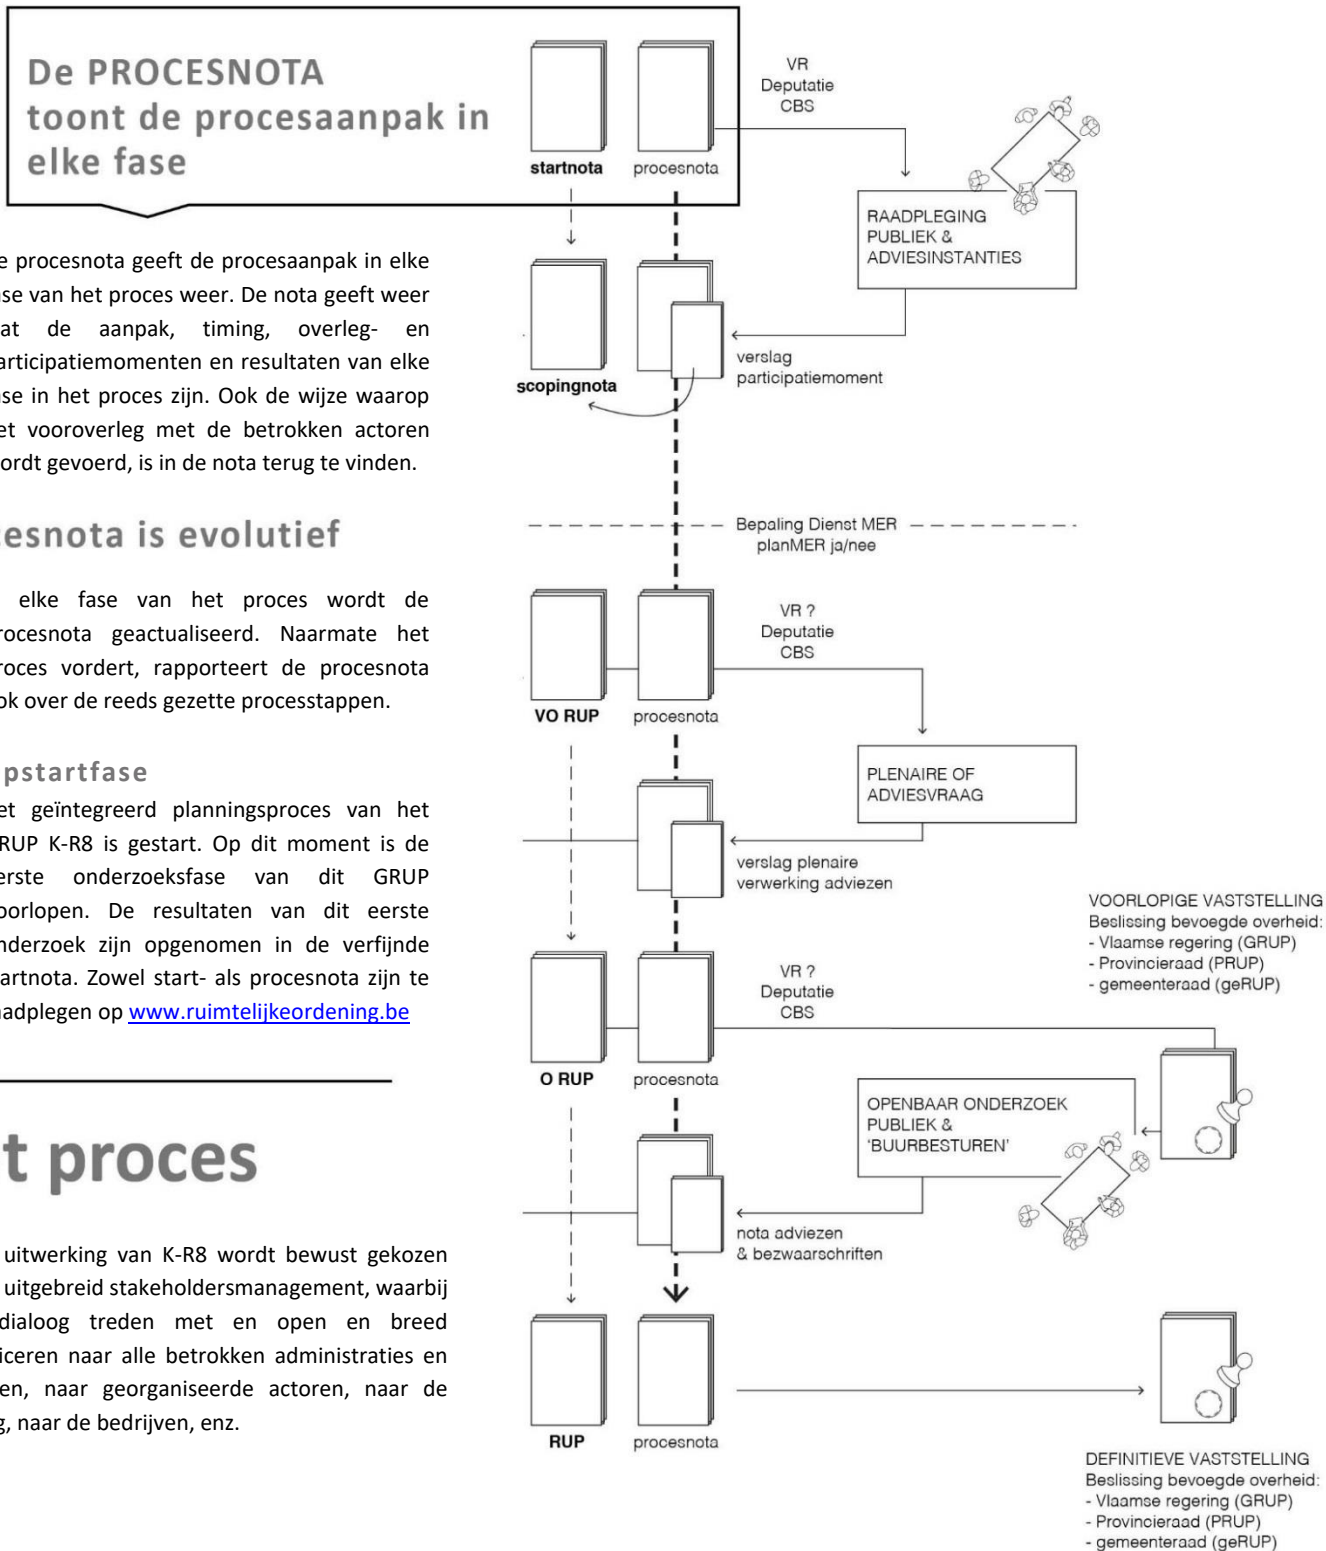 De PROCESNOTA
toont de procesaanpak in
elke fase
e procesnota geeft de procesaanpak in elke
ase van het proces weer. De nota geeft weer
at de aanpak, timing, overleg- en
articipatiemomenten en resultaten van elke
ase in het proces zijn. Ook de wijze waarop
et vooroverleg met de betrokken actoren
ordt gevoerd, is in de nota terug te vinden.
esnota is evolutief
elke fase van het proces wordt de
rocesnota geactualiseerd. Naarmate het
roces vordert, rapporteert de procesnota
ok over de reeds gezette processtappen.
pstartfase
et geïntegreerd planningsproces van het
RUP K-R8 is gestart. Op dit moment is de
erste onderzoeksfase van dit GRUP
oorlopen. De resultaten van dit eerste
nderzoek zijn opgenomen in de verfijnde
artnota. Zowel start- als procesnota zijn te
adplegen op www.ruimtelijkeordening.be
t proces
uitwerking van K-R8 wordt bewust gekozen
uitgebreid stakeholdersmanagement, waarbij
dialoog treden met en open en breed
iceren naar alle betrokken administraties en
en, naar georganiseerde actoren, naar de
g, naar de bedrijven, enz.
startnota
procesnota
VR
Deputatie
CBS
RAADPLEGING
PUBLIEK &
ADVIESINSTANTIES
scopingnota
verslag
participatiemoment
Bepaling Dienst MER
planMER ja/nee
VO RUP
procesnota
VR ?
Deputatie
CBS
PLENAIRE OF
ADVIESVRAAG
verslag plenaire
verwerking adviezen
VOORLOPIGE VASTSTELLING
Beslissing bevoegde overheid:
- Vlaamse regering (GRUP)
- Provincieraad (PRUP)
- gemeenteraad (geRUP)
O RUP
procesnota
VR ?
Deputatie
CBS
OPENBAAR ONDERZOEK
PUBLIEK &
'BUURBESTUREN'
nota adviezen
& bezwaarschriften
RUP
procesnota
DEFINITIEVE VASTSTELLING
Beslissing bevoegde overheid:
- Vlaamse regering (GRUP)
- Provincieraad (PRUP)
- gemeenteraad (geRUP)